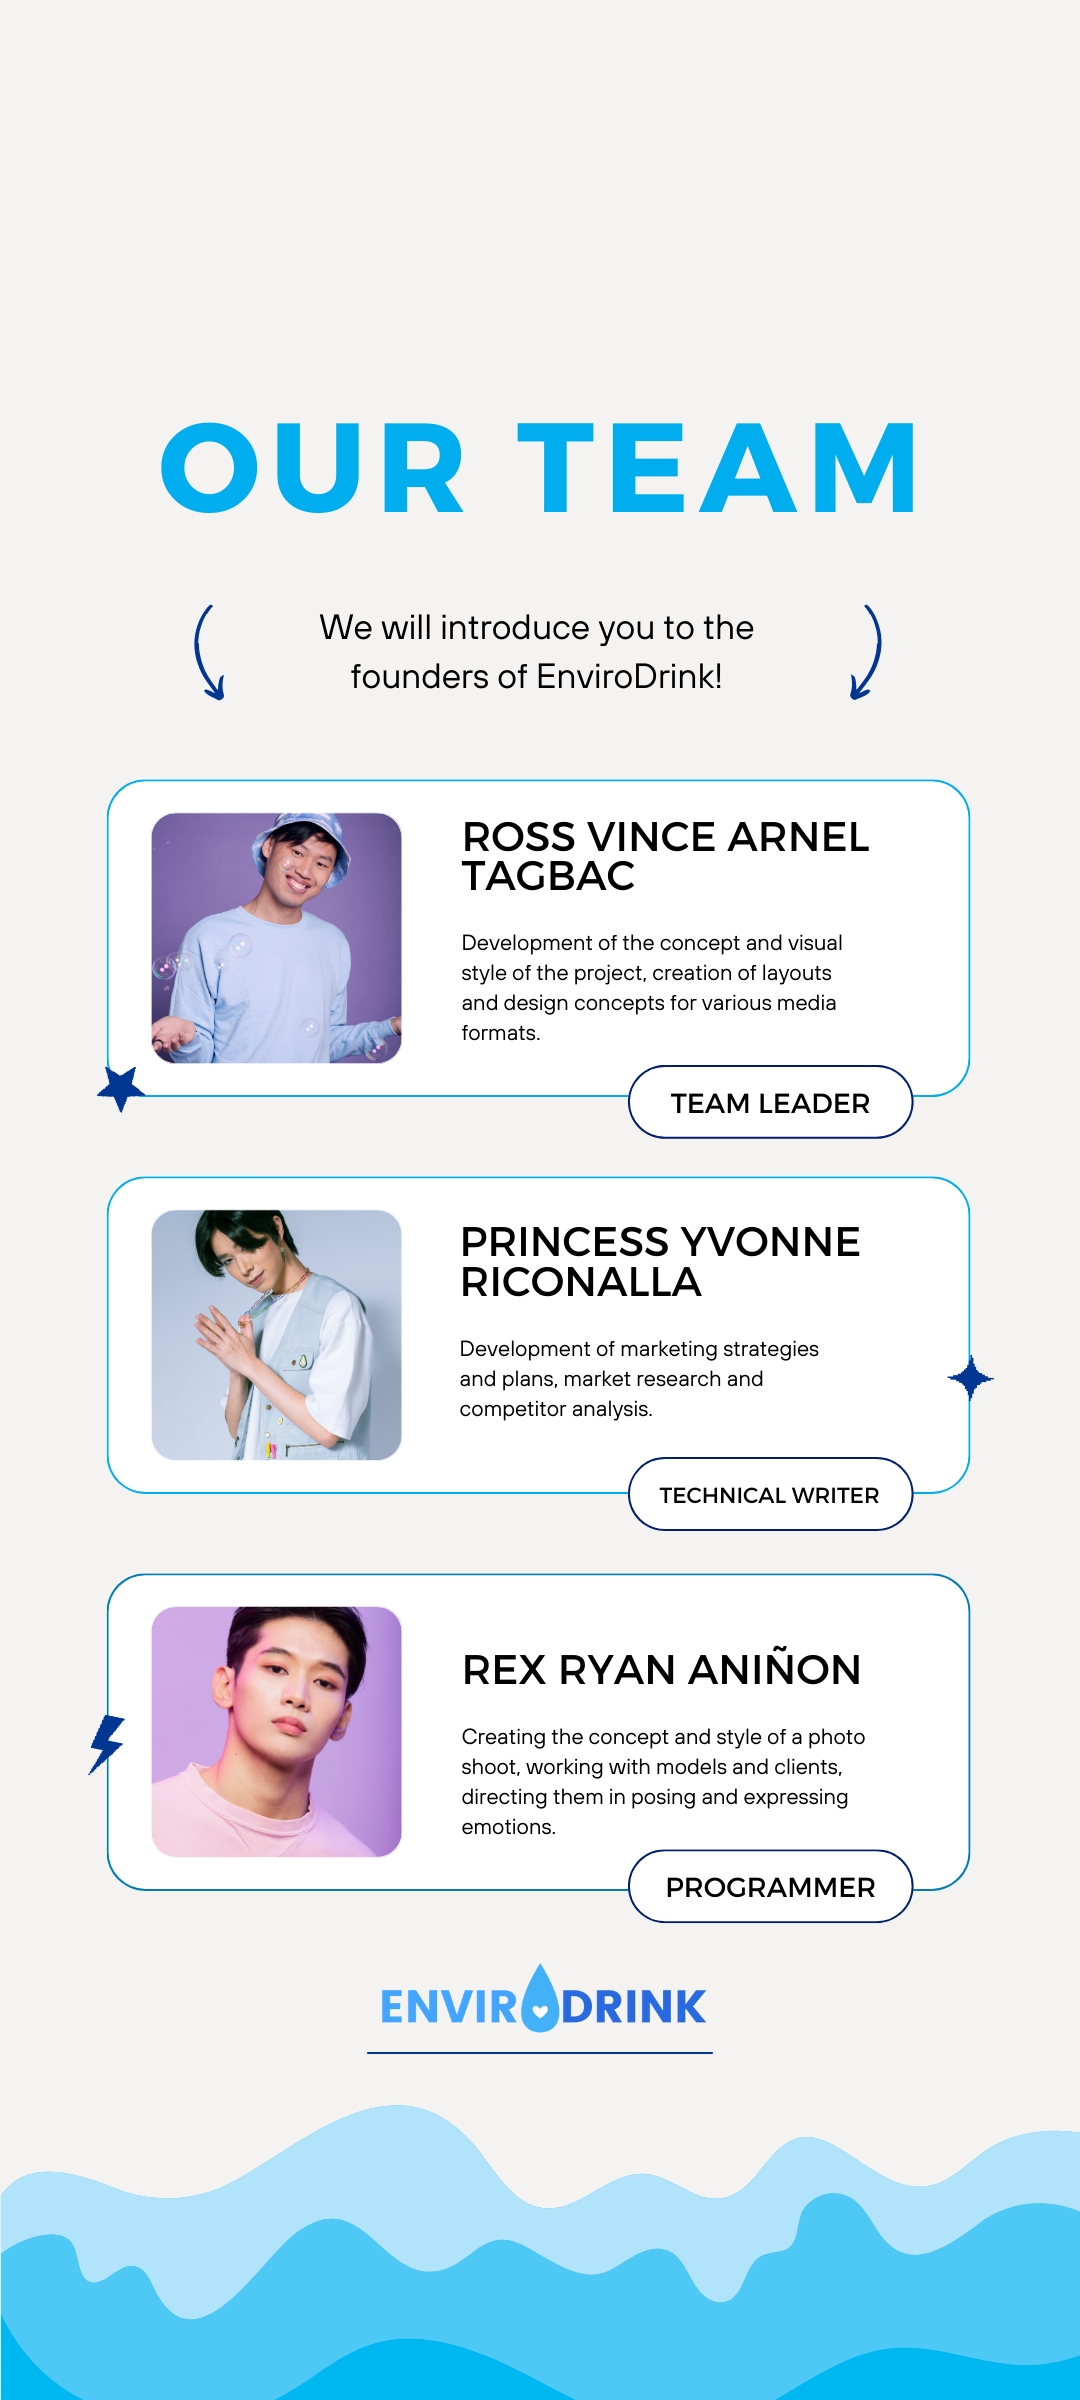 OUR TEAM
We will introduce you to the
founders of EnviroDrink!
ROSS VINCE ARNEL
TAGBAC
Development of the concept and visual
style of the project, creation of layouts
and design concepts for various media
formats.
TEAM LEADER
PRINCESS YVONNE
RICONALLA
Development of marketing strategies
and plans, market research and
competitor analysis.
TECHNICAL WRITER
REX RYAN ANIÑON
Creating the concept and style of a photo
shoot, working with models and clients,
directing them in posing and expressing
emotions.
PROGRAMMER
ENVIRODRINK